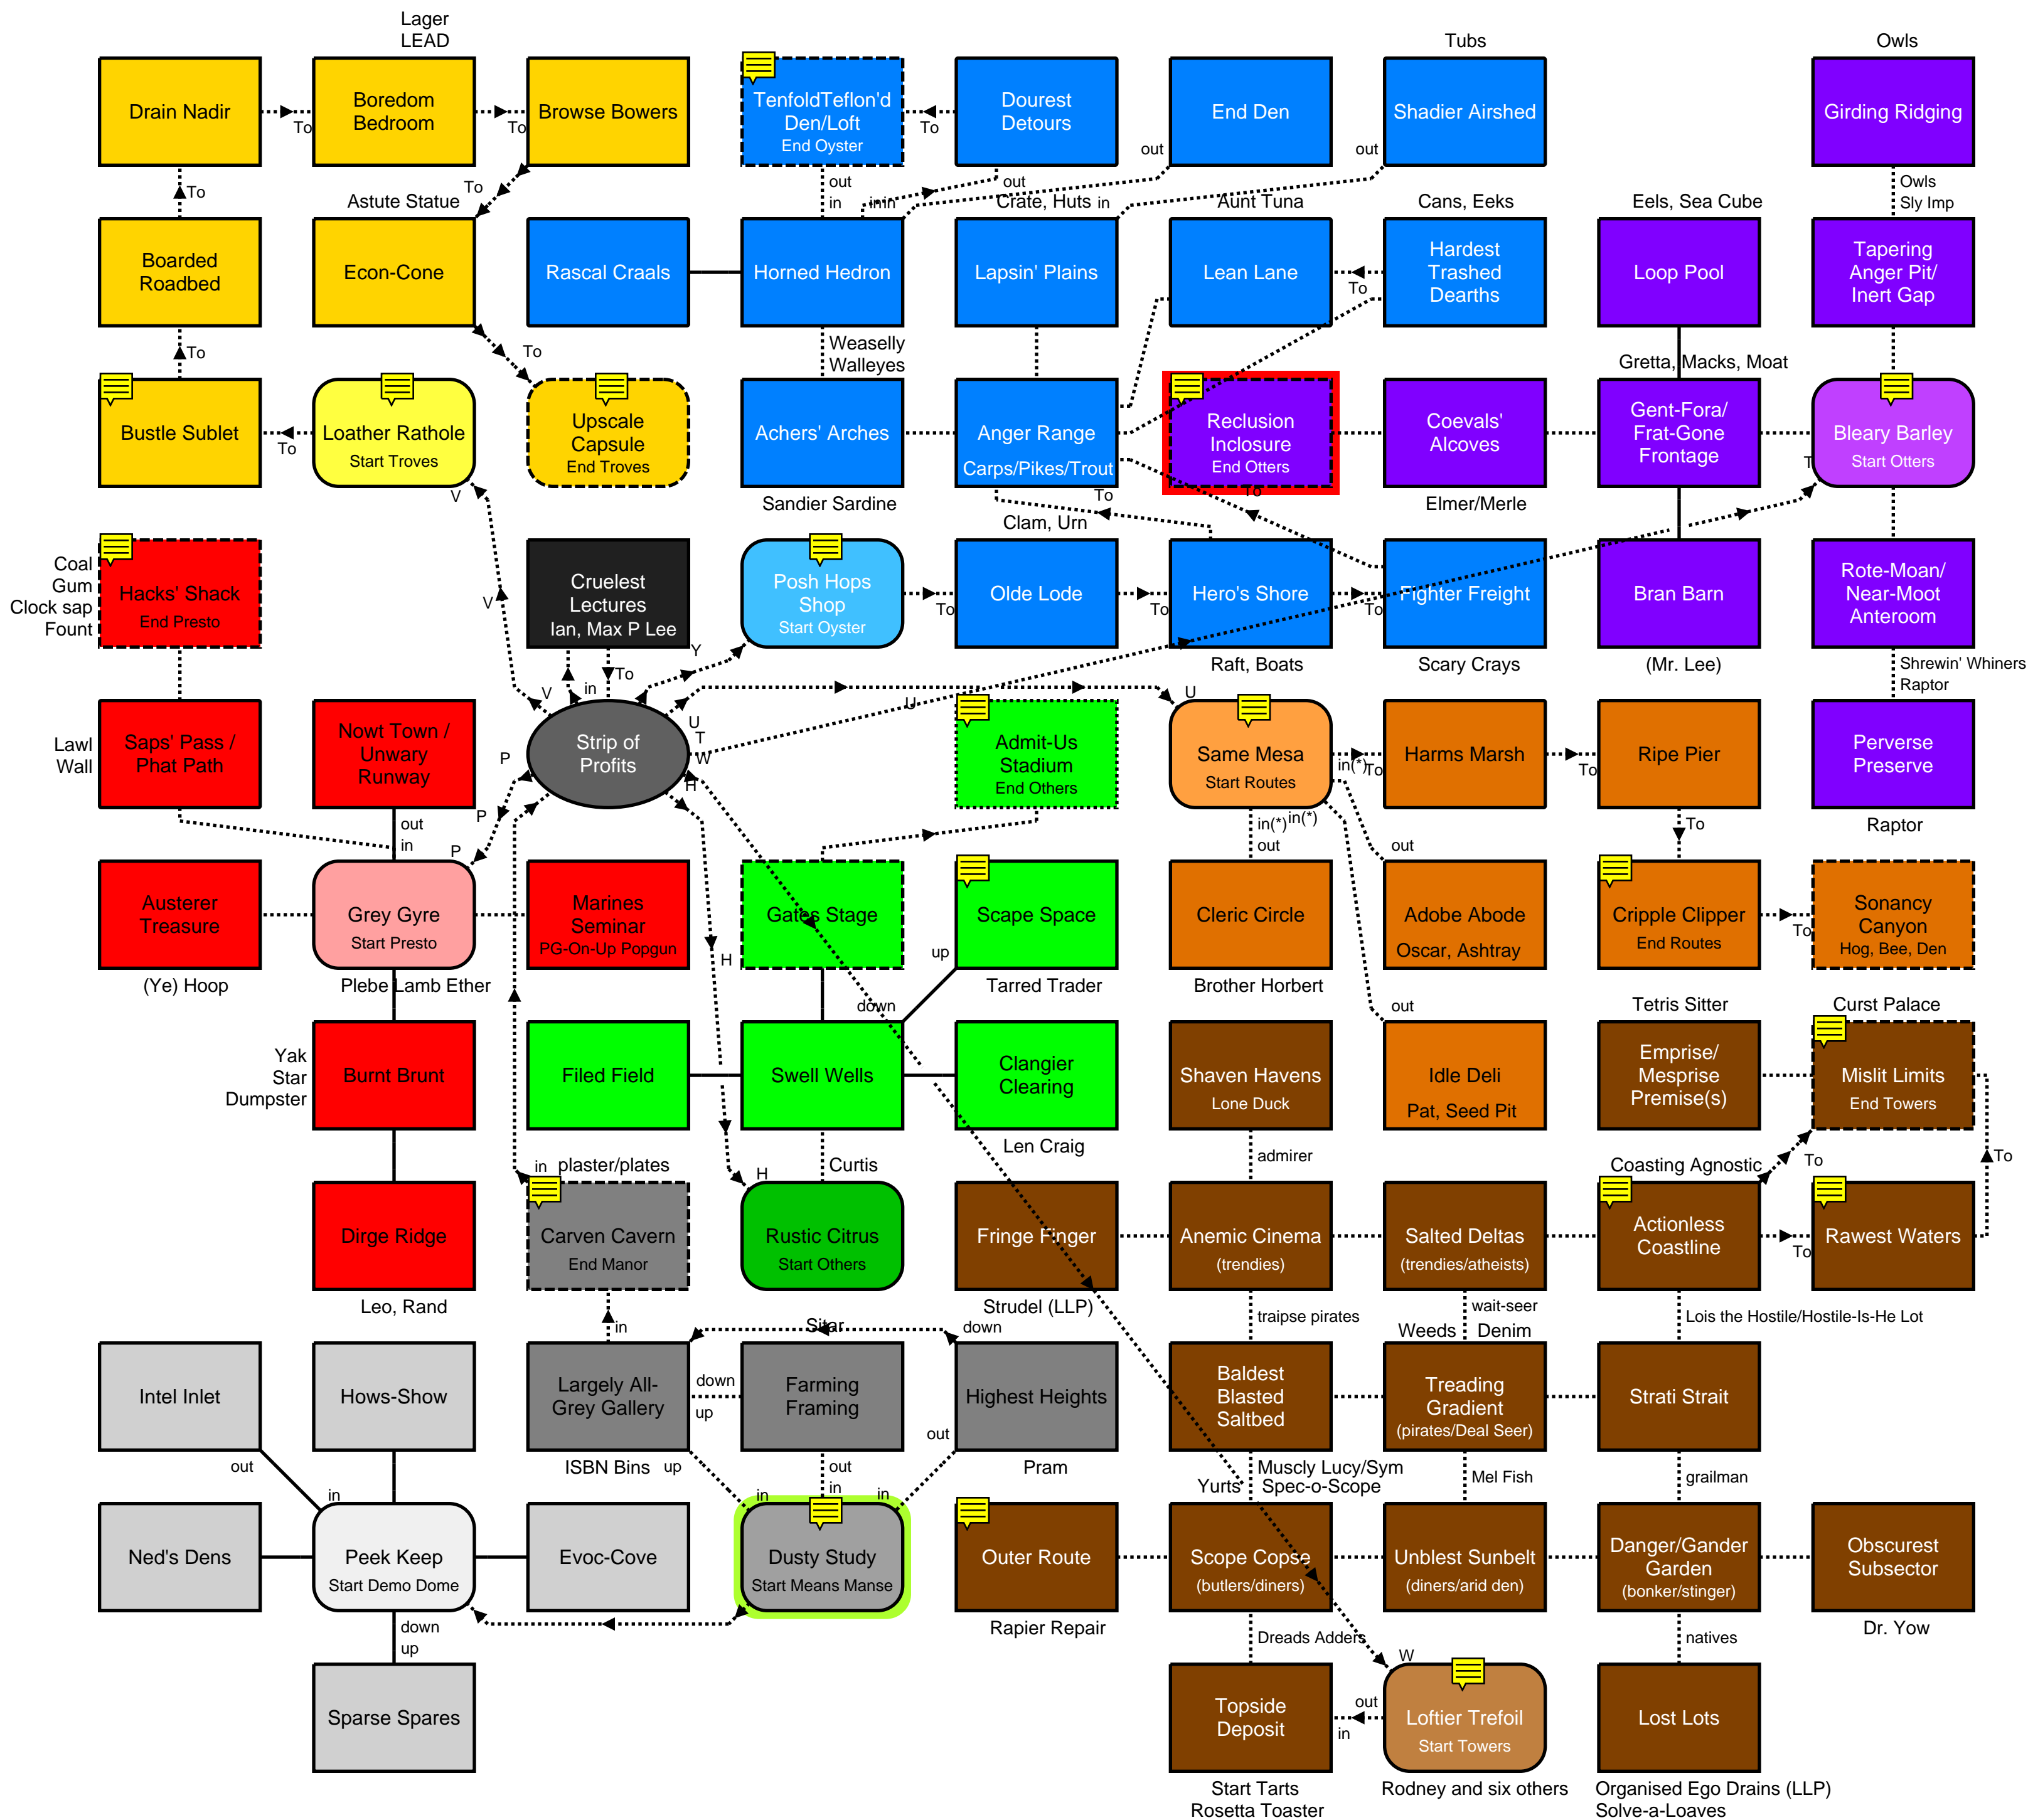 Lager
LEAD
Tubs
Owls
Drain Nadir
To
Boredom
Bedroom
To
Browse Bowers
TenfoldTeflon'd
Den/Loft
End Oyster
To
Dourest
Detours
End Den
Shadier Airshed
Girding Ridging
To
To
out
in
inin
out
out
out
in
Owls
Sly Imp
Astute Statue
Crate, Huts
Aunt Tuna
Cans, Eeks
Eels, Sea Cube
Boarded
Roadbed
Econ-Cone
Rascal Craals
Horned Hedron
Lapsin' Plains
Lean Lane
To
Hardest
Trashed
Dearths
Loop Pool
Tapering
Anger Pit/
Inert Gap
To
To
Weaselly
Walleyes
Gretta, Macks, Moat
Bustle Sublet
To
Loather Rathole
Start Troves
Upscale
Capsule
End Troves
Achers' Arches
Anger Range
Carps/Pikes/Trout
Reclusion
Inclosure
End Otters
Coevals'
Alcoves
Gent-Fora/
Frat-Gone
Frontage
Bleary Barley
Start Otters
T
V
Sandier Sardine
To
To
Clam, Urn
Elmer/Merle
Coal
Gum
Clock sap
Fount
Hacks' Shack
End Presto
V
Cruelest
Lectures
Ian, Max P Lee
Posh Hops
Shop
Start Oyster
To
Olde Lode
To
Hero's Shore
To
Fighter Freight
Bran Barn
Rote-Moan/
Near-Moot
Anteroom
Y
To
in
V
Raft, Boats
Scary Crays
(Mr. Lee)
Shrewin' Whiners
Raptor
U
U
U
T
W
H
Lawl
Wall
Saps' Pass /
Phat Path
Nowt Town /
Unwary
Runway
P
Strip of
Profits
Admit-Us
Stadium
End Others
Same Mesa
Start Routes
in(*)
To
Harms Marsh
To
Ripe Pier
Perverse
Preserve
P
P
out
in
in(*)
in(*)
out
out
To
Raptor
Austerer
Treasure
Grey Gyre
Start Presto
Marines
Seminar
PG-On-Up Popgun
H
Gates Stage
Scape Space
up
down
Cleric Circle
Adobe Abode
Oscar, Ashtray
Cripple Clipper
End Routes
To
Sonancy
Canyon
Hog, Bee, Den
(Ye) Hoop
Plebe Lamb Ether
Tarred Trader
Brother Horbert
out
Tetris Sitter
Curst Palace
Yak
Star
Dumpster
Burnt Brunt
Filed Field
Swell Wells
Clangier
Clearing
Shaven Havens
Lone Duck
Idle Deli
Pat, Seed Pit
Emprise/
Mesprise
Premise(s)
Mislit Limits
End Towers
in
plaster/plates
H
Curtis
Len Craig
admirer
Coasting Agnostic
To
To
Dirge Ridge
Carven Cavern
End Manor
Rustic Citrus
Start Others
Fringe Finger
Anemic Cinema
(trendies)
Salted Deltas
(trendies/atheists)
Actionless
Coastline
To
Rawest Waters
Leo, Rand
in
Sitar
down
Strudel (LLP)
traipse pirates
wait-seer
Weeds
Denim
Lois the Hostile/Hostile-Is-He Lot
Intel Inlet
Hows-Show
Largely All-
Grey Gallery
down
up
Farming
Framing
Highest Heights
Baldest
Blasted
Saltbed
Treading
Gradient
(pirates/Deal Seer)
Strati Strait
out
in
ISBN Bins
up
in
out
in
in
out
Pram
Yurts
Muscly Lucy/Sym
Spec-o-Scope
Mel Fish
grailman
Ned's Dens
Peek Keep
Start Demo Dome
Evoc-Cove
Dusty Study
Start Means Manse
Outer Route
Scope Copse
(butlers/diners)
Unblest Sunbelt
(diners/arid den)
Danger/Gander
Garden
(bonker/stinger)
Obscurest
Subsector
down
up
Rapier Repair
Dreads Adders
W
natives
Dr. Yow
Sparse Spares
Topside
Deposit
out
in
Loftier Trefoil
Start Towers
Lost Lots
Start Tarts
Rosetta Toaster
Rodney and six others
Organised Ego Drains (LLP)
Solve-a-Loaves